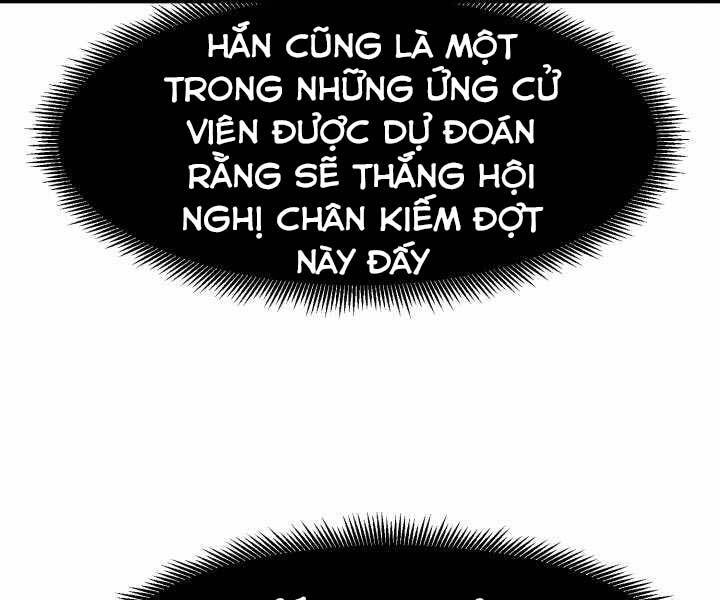 HẮN CŨNG LÀ MỘT
TRONG NHỮNG ỨNG CỬ
VIÊN ĐƯỢC DỰ ĐOÁN
RẰNG SẼ THẮNG HỘI
NGHỊ CHÂN KIẾM ĐỢT
NÀY ĐẤY